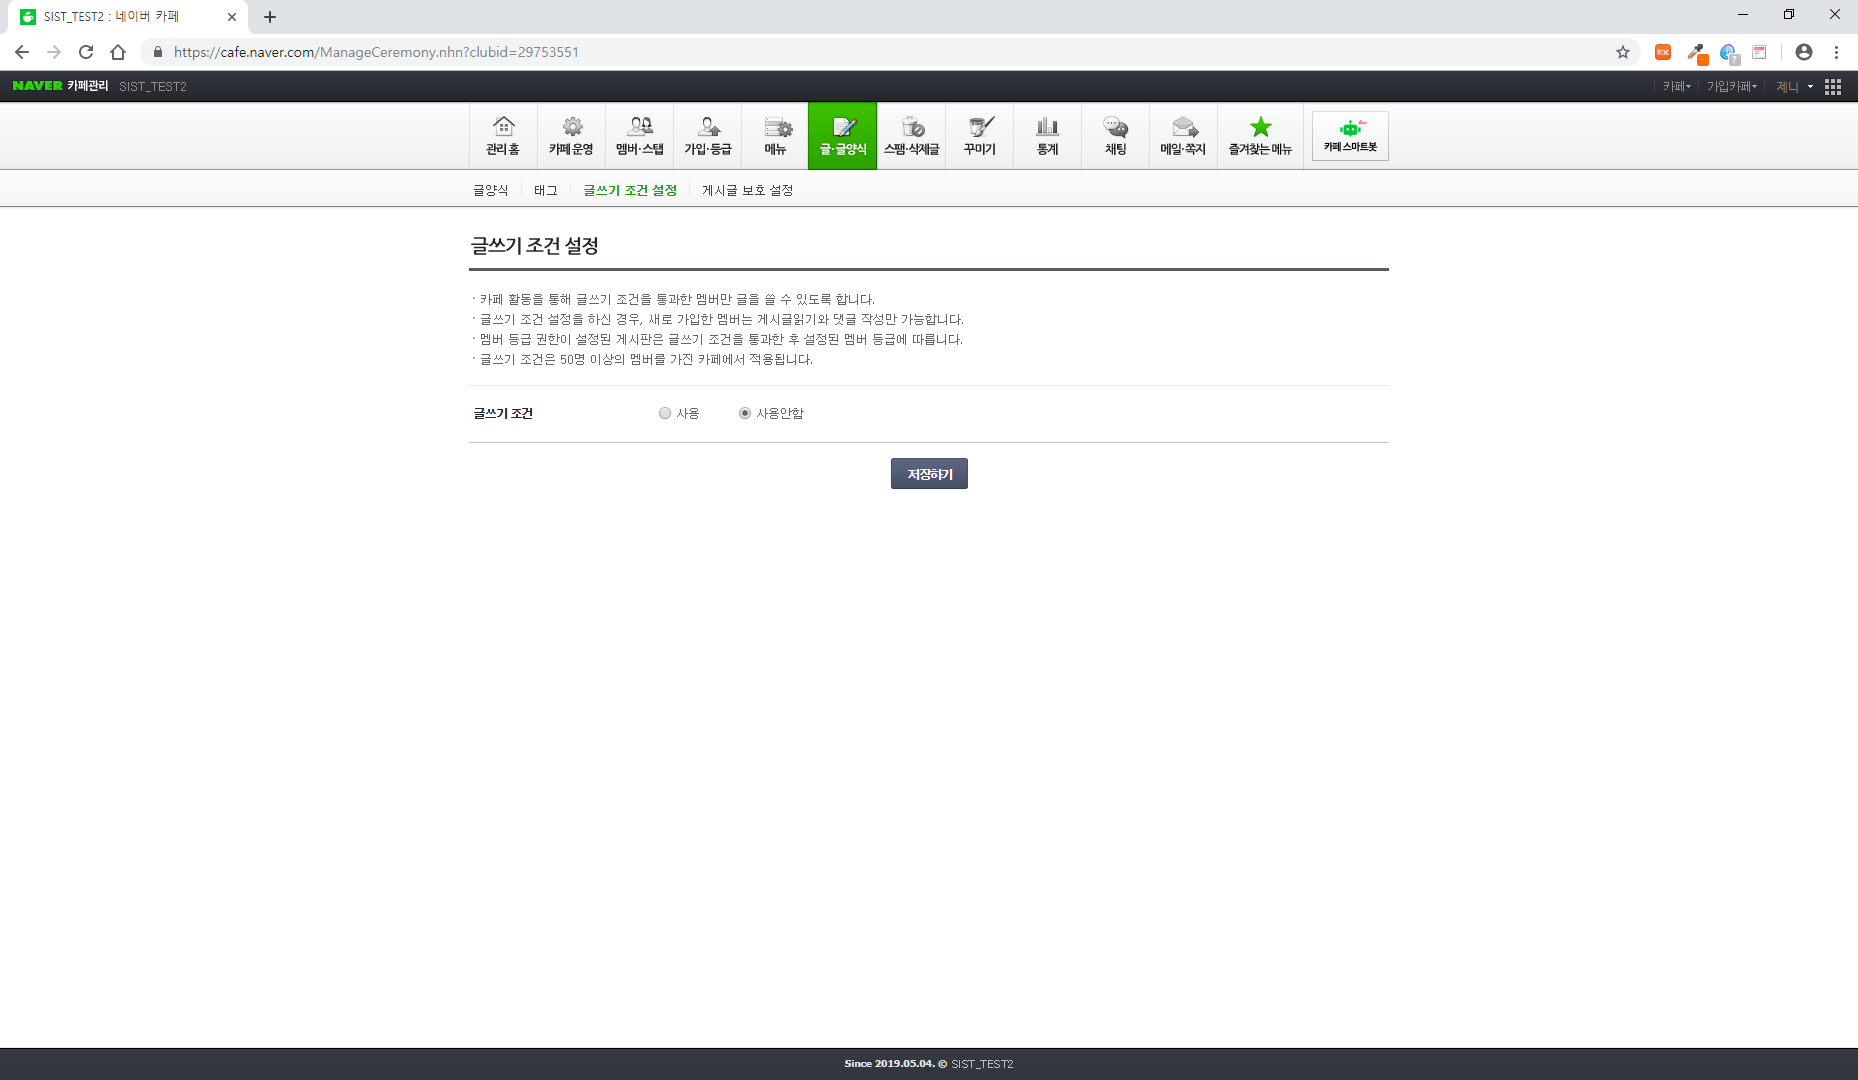 SIST_TEST2 : 네이버 카페
https://cafe.naver.com/ManageCeremony.nhn?clubid=29753551
NAVER 카페관리 SIST_TEST2 카페 가입카페 제니
관리 홈 카페 운영 멤버·스탭 가입·등급 메뉴 글·글양식 스팸·삭제글 꾸미기 통계 채팅 메일·쪽지 즐겨찾는 메뉴 카페 스마트봇
글양식 태그 글쓰기 조건 설정 게시글 보호 설정
글쓰기 조건 설정
· 카페 활동을 통해 글쓰기 조건을 통과한 멤버만 글을 쓸 수 있도록 합니다.
· 글쓰기 조건 설정을 하신 경우, 새로 가입한 멤버는 게시글읽기와 댓글 작성만 가능합니다.
· 멤버 등급 권한이 설정된 게시판은 글쓰기 조건을 통과한 후 설정된 멤버 등급에 따릅니다.
· 글쓰기 조건은 50명 이상의 멤버를 가진 카페에서 적용됩니다.
글쓰기 조건 사용 사용안함
저장하기
Since 2019.05.04. © SIST_TEST2